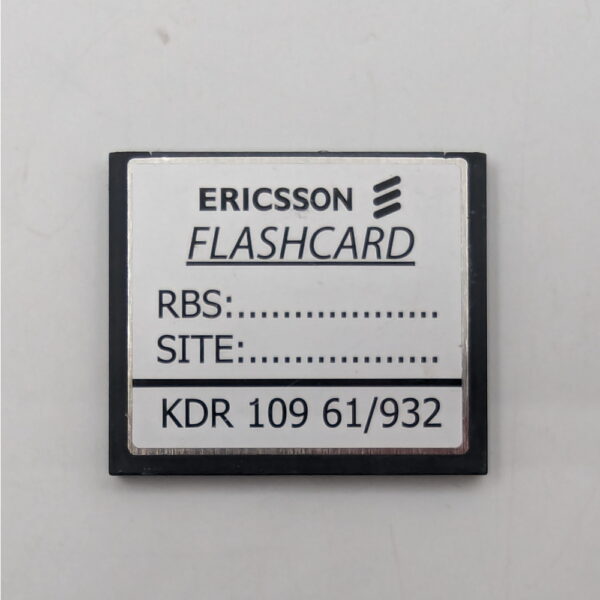 ERICSSON
FLASHCARD
RBS:..................
SITE:.................
KDR 109 61/932